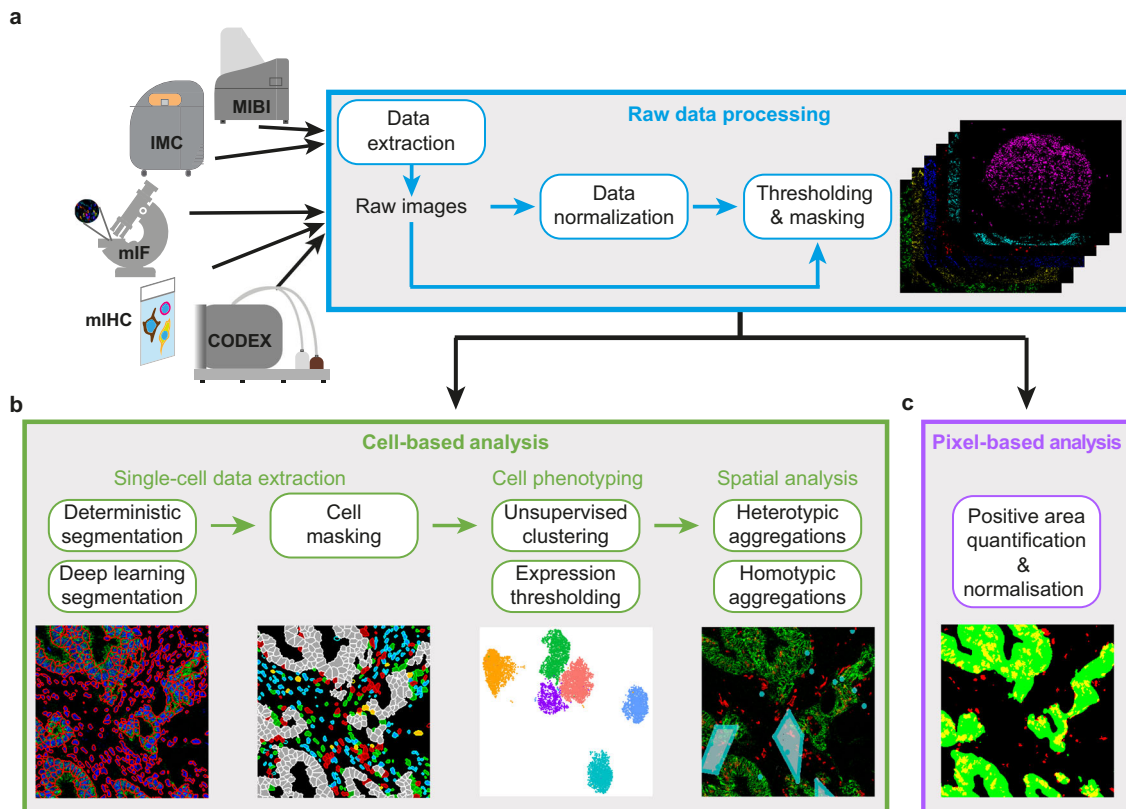 a
MIBI
IMC
mIF
mIHC
CODEX
Raw data processing
Data
extraction
Raw images
Data
normalization
Thresholding
& masking
b
Cell-based analysis
Single-cell data extraction
Cell phenotyping
Spatial analysis
Deterministic
segmentation
Cell
masking
Unsupervised
clustering
Heterotypic
aggregations
Deep learning
segmentation
Expression
thresholding
Homotypic
aggregations
c
Pixel-based analysis
Positive area
quantification
&
normalisation